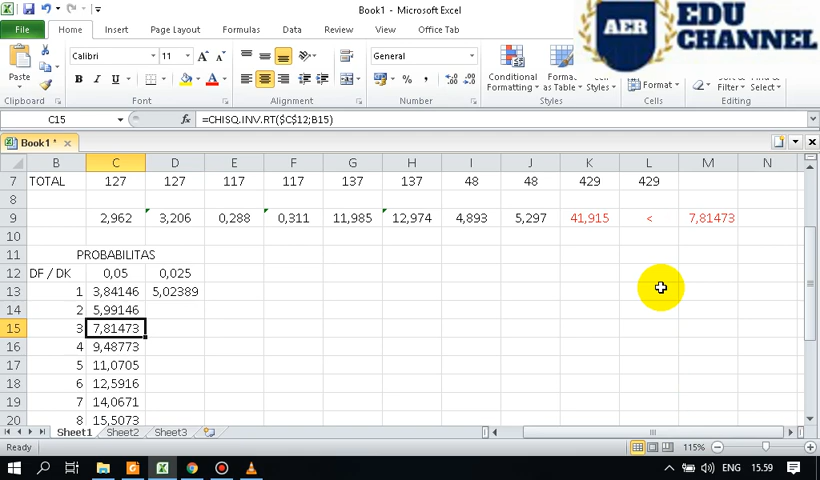 Book1 - Microsoft Excel
AER
EDU
CHANNEL
File Home Insert Page Layout Formulas Data Review View Office Tab
Paste
Calibri 11 General
B I U
Conditional Formatting Format as Table Cell Styles Format Find & Select
Clipboard Font Alignment Number Styles Cells Editing
C15 fx =CHISQ.INV.RT($C$12;B15)
Book1 *
B C D E F G H I J K L M N
7 TOTAL 127 127 117 117 137 137 48 48 429 429
8
9 2,962 3,206 0,288 0,311 11,985 12,974 4,893 5,297 41,915 < 7,81473
10
11 PROBABILITAS
12 DF / DK 0,05 0,025
13 1 3,84146 5,02389
14 2 5,99146
15 3 7,81473
16 4 9,48773
17 5 11,0705
18 6 12,5916
19 7 14,0671
20 8 15,5073
Sheet1 Sheet2 Sheet3
Ready 115%
ENG 15.59